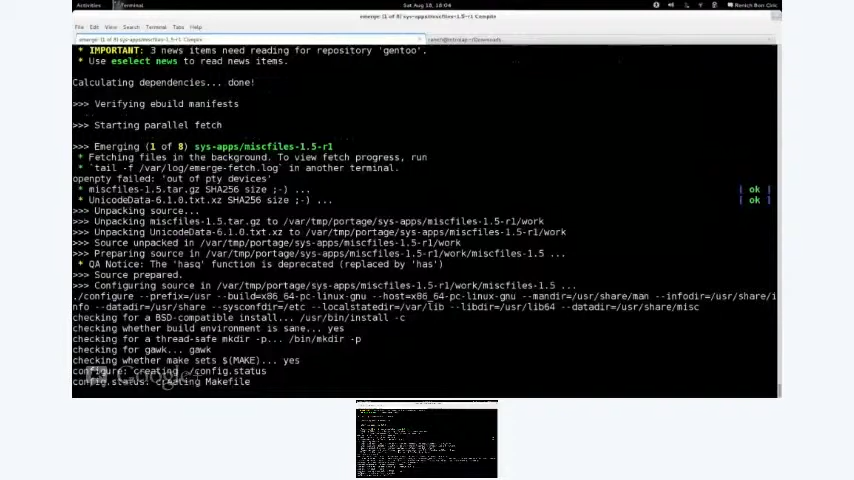 Activities Terminal Sat Aug 18, 18:04 Renich Bon Ciric
emerge: (1 of 8) sys-apps/miscfiles-1.5-r1 Compile
File Edit View Search Terminal Tabs Help
emerge: (1 of 8) sys-apps/miscfiles-1.5-r1 Compile
* IMPORTANT: 3 news items need reading for repository 'gentoo'.
* Use eselect news to read news items.
Calculating dependencies... done!
>>> Verifying ebuild manifests
>>> Starting parallel fetch
>>> Emerging (1 of 8) sys-apps/miscfiles-1.5-r1
* Fetching files in the background. To view fetch progress, run
* `tail -f /var/log/emerge-fetch.log` in another terminal.
openpty failed: 'out of pty devices'
* miscfiles-1.5.tar.gz SHA256 size ;-) ... | ok |
* UnicodeData-6.1.0.txt.xz SHA256 size ;-) ... | ok |
>>> Unpacking source...
>>> Unpacking miscfiles-1.5.tar.gz to /var/tmp/portage/sys-apps/miscfiles-1.5-r1/work
>>> Unpacking UnicodeData-6.1.0.txt.xz to /var/tmp/portage/sys-apps/miscfiles-1.5-r1/work
>>> Source unpacked in /var/tmp/portage/sys-apps/miscfiles-1.5-r1/work
>>> Preparing source in /var/tmp/portage/sys-apps/miscfiles-1.5-r1/work/miscfiles-1.5 ...
* QA Notice: The 'hasq' function is deprecated (replaced by 'has')
>>> Source prepared.
>>> Configuring source in /var/tmp/portage/sys-apps/miscfiles-1.5-r1/work/miscfiles-1.5 ...
./configure --prefix=/usr --build=x86_64-pc-linux-gnu --host=x86_64-pc-linux-gnu --mandir=/usr/share/man --infodir=/usr/share/i
nfo --datadir=/usr/share --sysconfdir=/etc --localstatedir=/var/lib --libdir=/usr/lib64 --datadir=/usr/share/misc
checking for a BSD-compatible install... /usr/bin/install -c
checking whether build environment is sane... yes
checking for a thread-safe mkdir -p... /bin/mkdir -p
checking for gawk... gawk
checking whether make sets $(MAKE)... yes
configure: creating ./config.status
config.status: creating Makefile
Google+